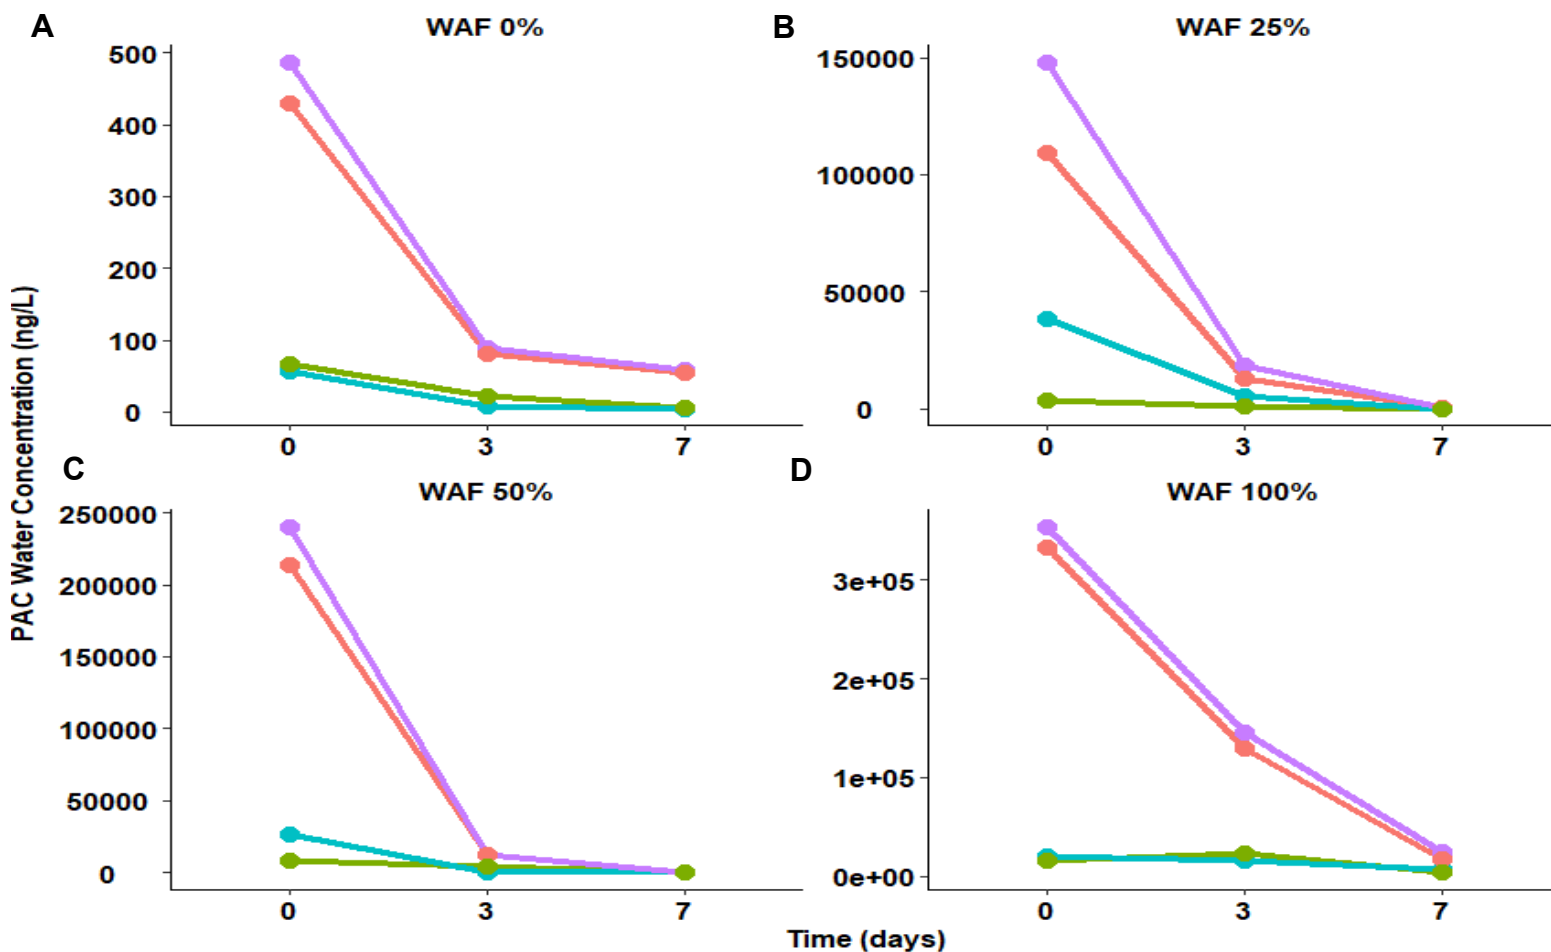 A
WAF 0%
500
400
300
200
100
0
0 3 7
B
WAF 25%
150000
100000
50000
0
0 3 7
PAC Water Concentration (ng/L)
C
WAF 50%
250000
200000
150000
100000
50000
0
0 3 7
D
WAF 100%
3e+05
2e+05
1e+05
0e+00
0 3 7
Time (days)